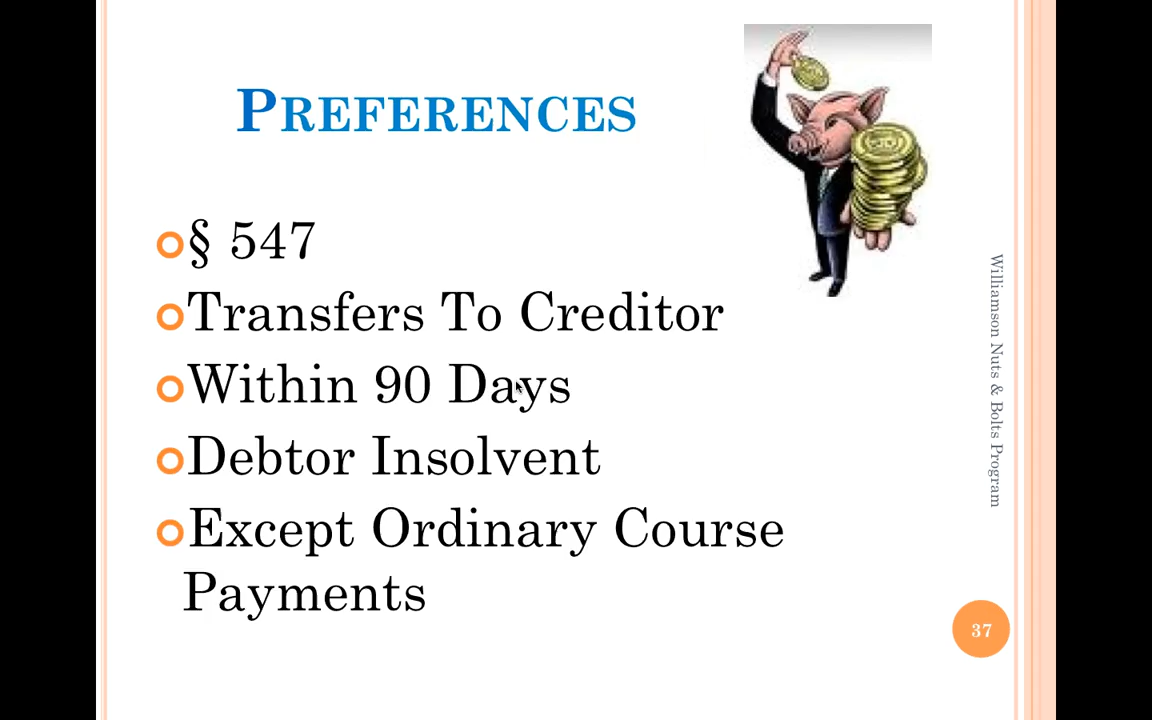 PREFERENCES
§ 547
Transfers To Creditor
Within 90 Days
Debtor Insolvent
Except Ordinary Course
Payments
Williamson Nuts & Bolts Program
37